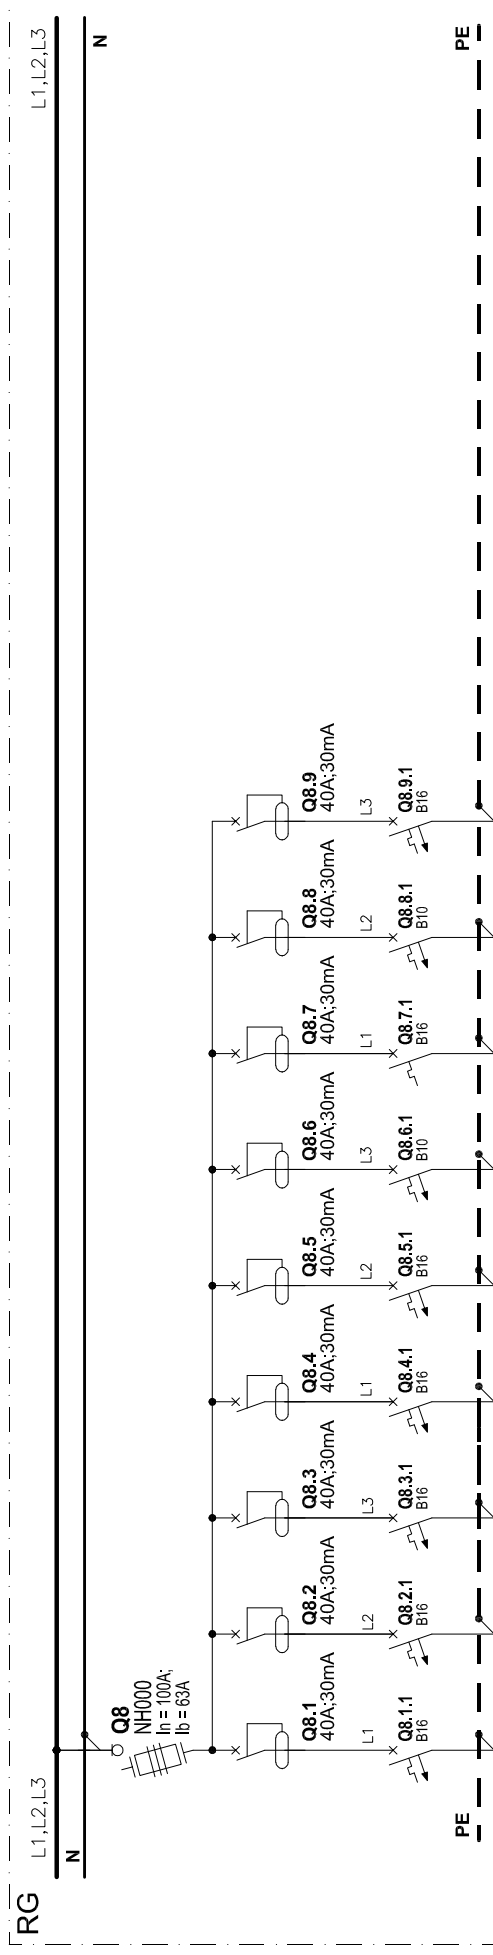 RG
L1,L2,L3
L1,L2,L3
N
N
Q8
NH000
In = 100A;
Ib = 63A
Q8.1
40A;30mA
L1
Q8.1.1
B16
Q8.2
40A;30mA
L2
Q8.2.1
B16
Q8.3
40A;30mA
L3
Q8.3.1
B16
Q8.4
40A;30mA
L1
Q8.4.1
B16
Q8.5
40A;30mA
L2
Q8.5.1
B16
Q8.6
40A;30mA
L3
Q8.6.1
B10
Q8.7
40A;30mA
L1
Q8.7.1
B16
Q8.8
40A;30mA
L2
Q8.8.1
B10
Q8.9
40A;30mA
L3
Q8.9.1
B16
PE
PE